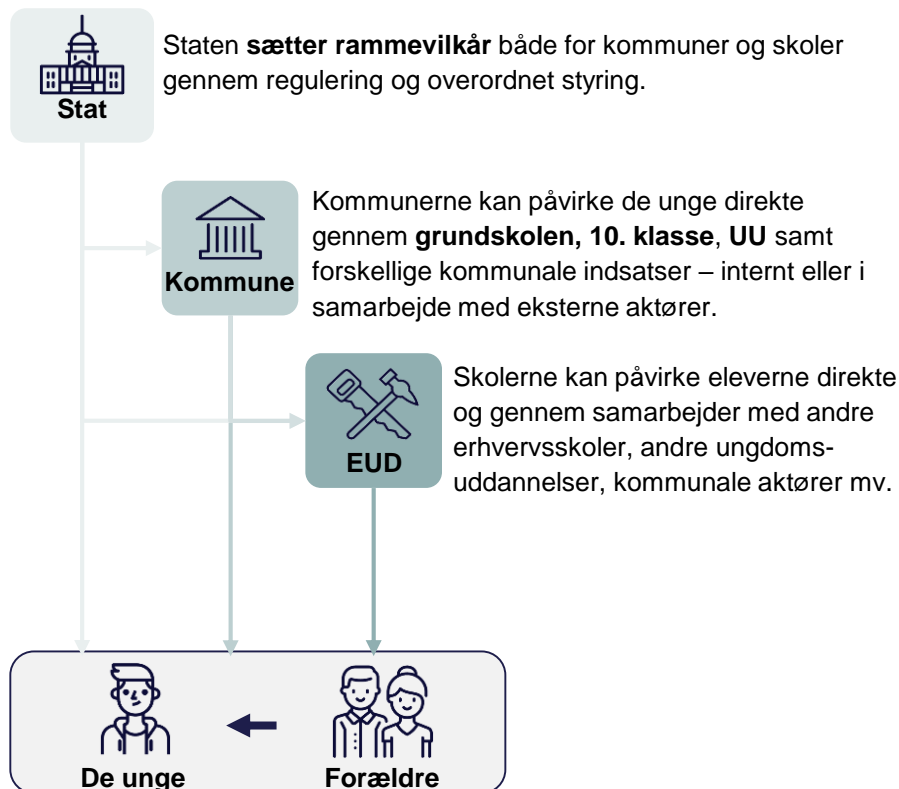 Staten sætter rammevilkår både for kommuner og skoler
gennem regulering og overordnet styring.
Stat
Kommunerne kan påvirke de unge direkte
gennem grundskolen, 10. klasse, UU samt
forskellige kommunale indsatser – internt eller i
samarbejde med eksterne aktører.
Kommune
Skolerne kan påvirke eleverne direkte
og gennem samarbejder med andre
erhvervsskoler, andre ungdoms-
uddannelser, kommunale aktører mv.
EUD
De unge
Forældre